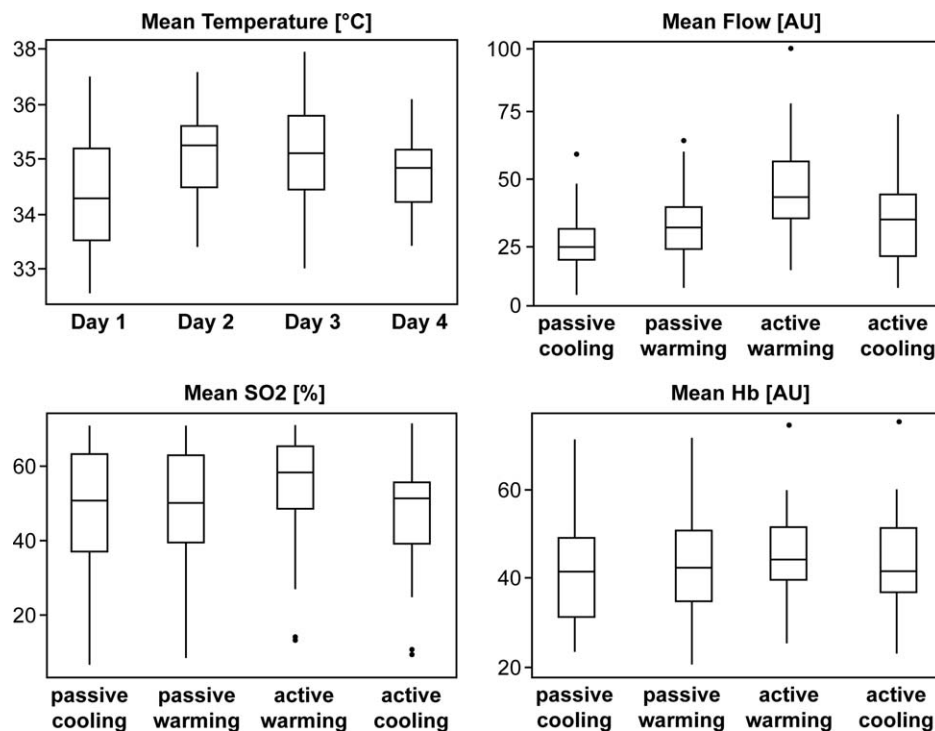 Mean Temperature [°C]
38
36
35
34
33
Day 1 Day 2 Day 3 Day 4
Mean Flow [AU]
100
75
50
25
0
passive passive active active
cooling warming warming cooling
Mean SO2 [%]
60
40
20
passive passive active active
cooling warming warming cooling
Mean Hb [AU]
60
40
20
passive passive active active
cooling warming warming cooling